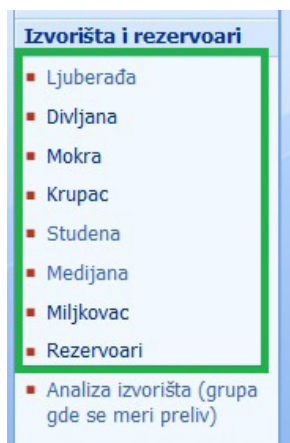 Izvorišta i rezervoari
Ljuberađa
Divljana
Mokra
Krupac
Studena
Medijana
Miljkovac
Rezervoari
Analiza izvorišta (grupa
gde se meri preliv)